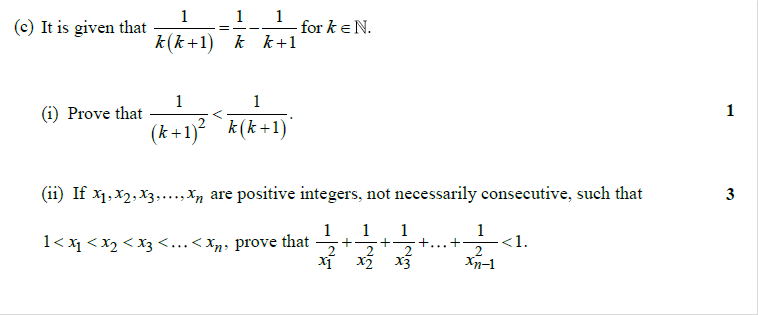 (c) It is given that 1/(k(k+1)) = 1/k − 1/(k+1) for k ∈ ℕ.
(i) Prove that 1/(k+1)² < 1/(k(k+1)). 1
(ii) If x₁, x₂, x₃, ..., xₙ are positive integers, not necessarily consecutive, such that 3
1 < x₁ < x₂ < x₃ < ... < xₙ, prove that 1/x₁² + 1/x₂² + 1/x₃² + ... + 1/xₙ₋₁² < 1.